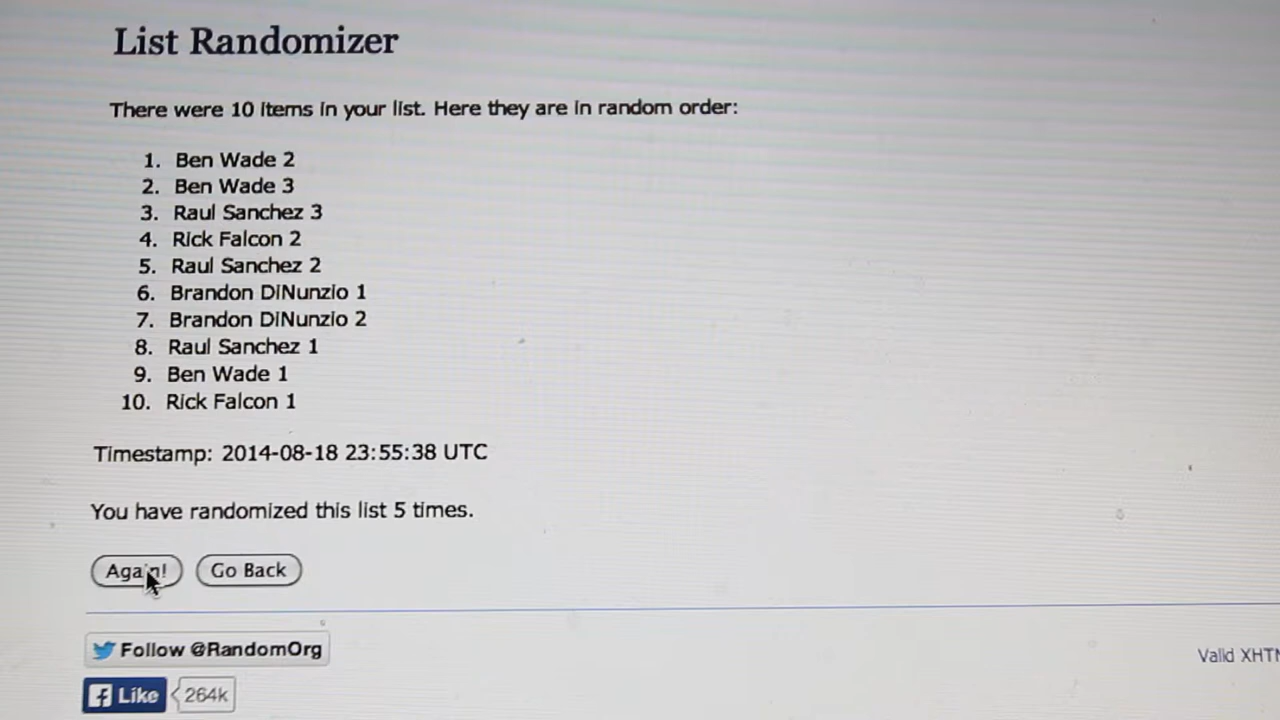 List Randomizer
There were 10 items in your list. Here they are in random order:
1. Ben Wade 2
2. Ben Wade 3
3. Raul Sanchez 3
4. Rick Falcon 2
5. Raul Sanchez 2
6. Brandon DiNunzio 1
7. Brandon DiNunzio 2
8. Raul Sanchez 1
9. Ben Wade 1
10. Rick Falcon 1
Timestamp: 2014-08-18 23:55:38 UTC
You have randomized this list 5 times.
Again! Go Back
Follow @RandomOrg
Valid XHTM
Like 264k